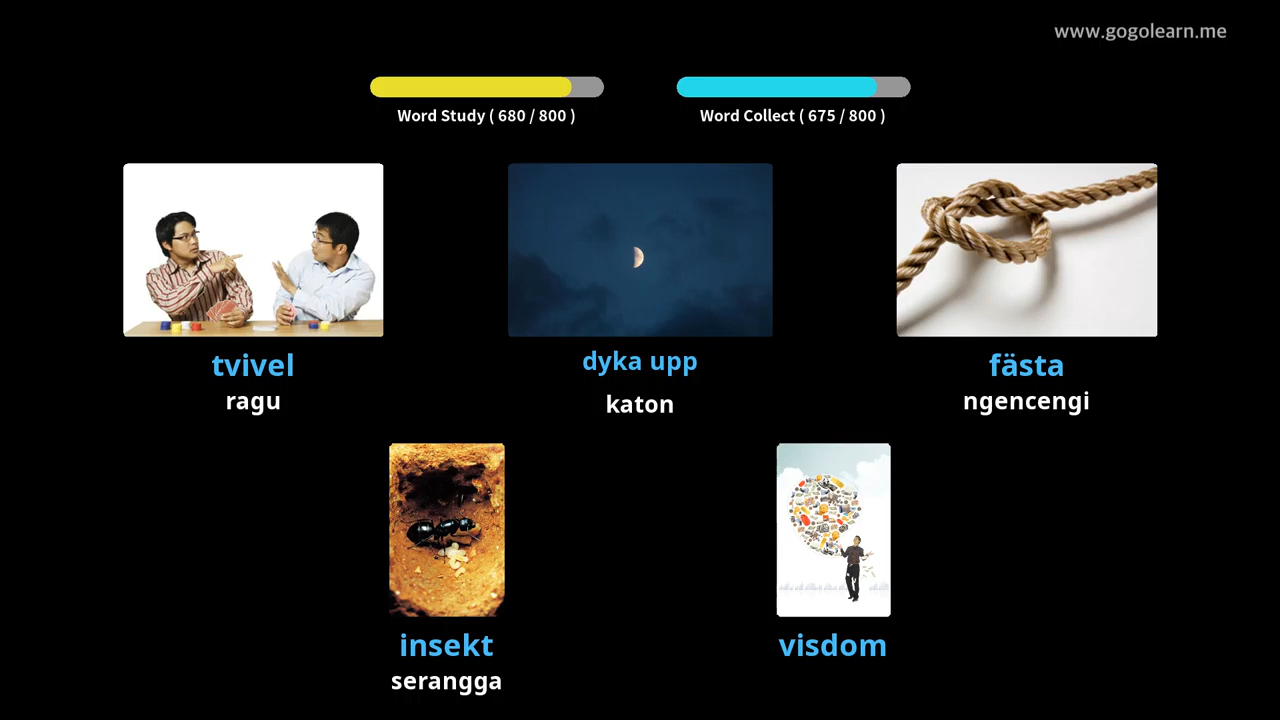 www.gogolearn.me
Word Study ( 680 / 800 )
Word Collect ( 675 / 800 )
tvivel
ragu
dyka upp
katon
fästa
ngencengi
insekt
serangga
visdom